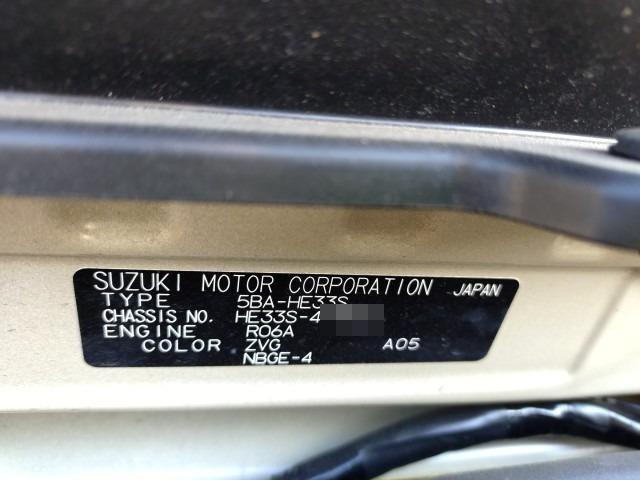 SUZUKI MOTOR CORPORATION JAPAN
TYPE 5BA-HE33S
CHASSIS NO. HE33S-4
ENGINE R06A
COLOR ZVG A05
NBGE-4